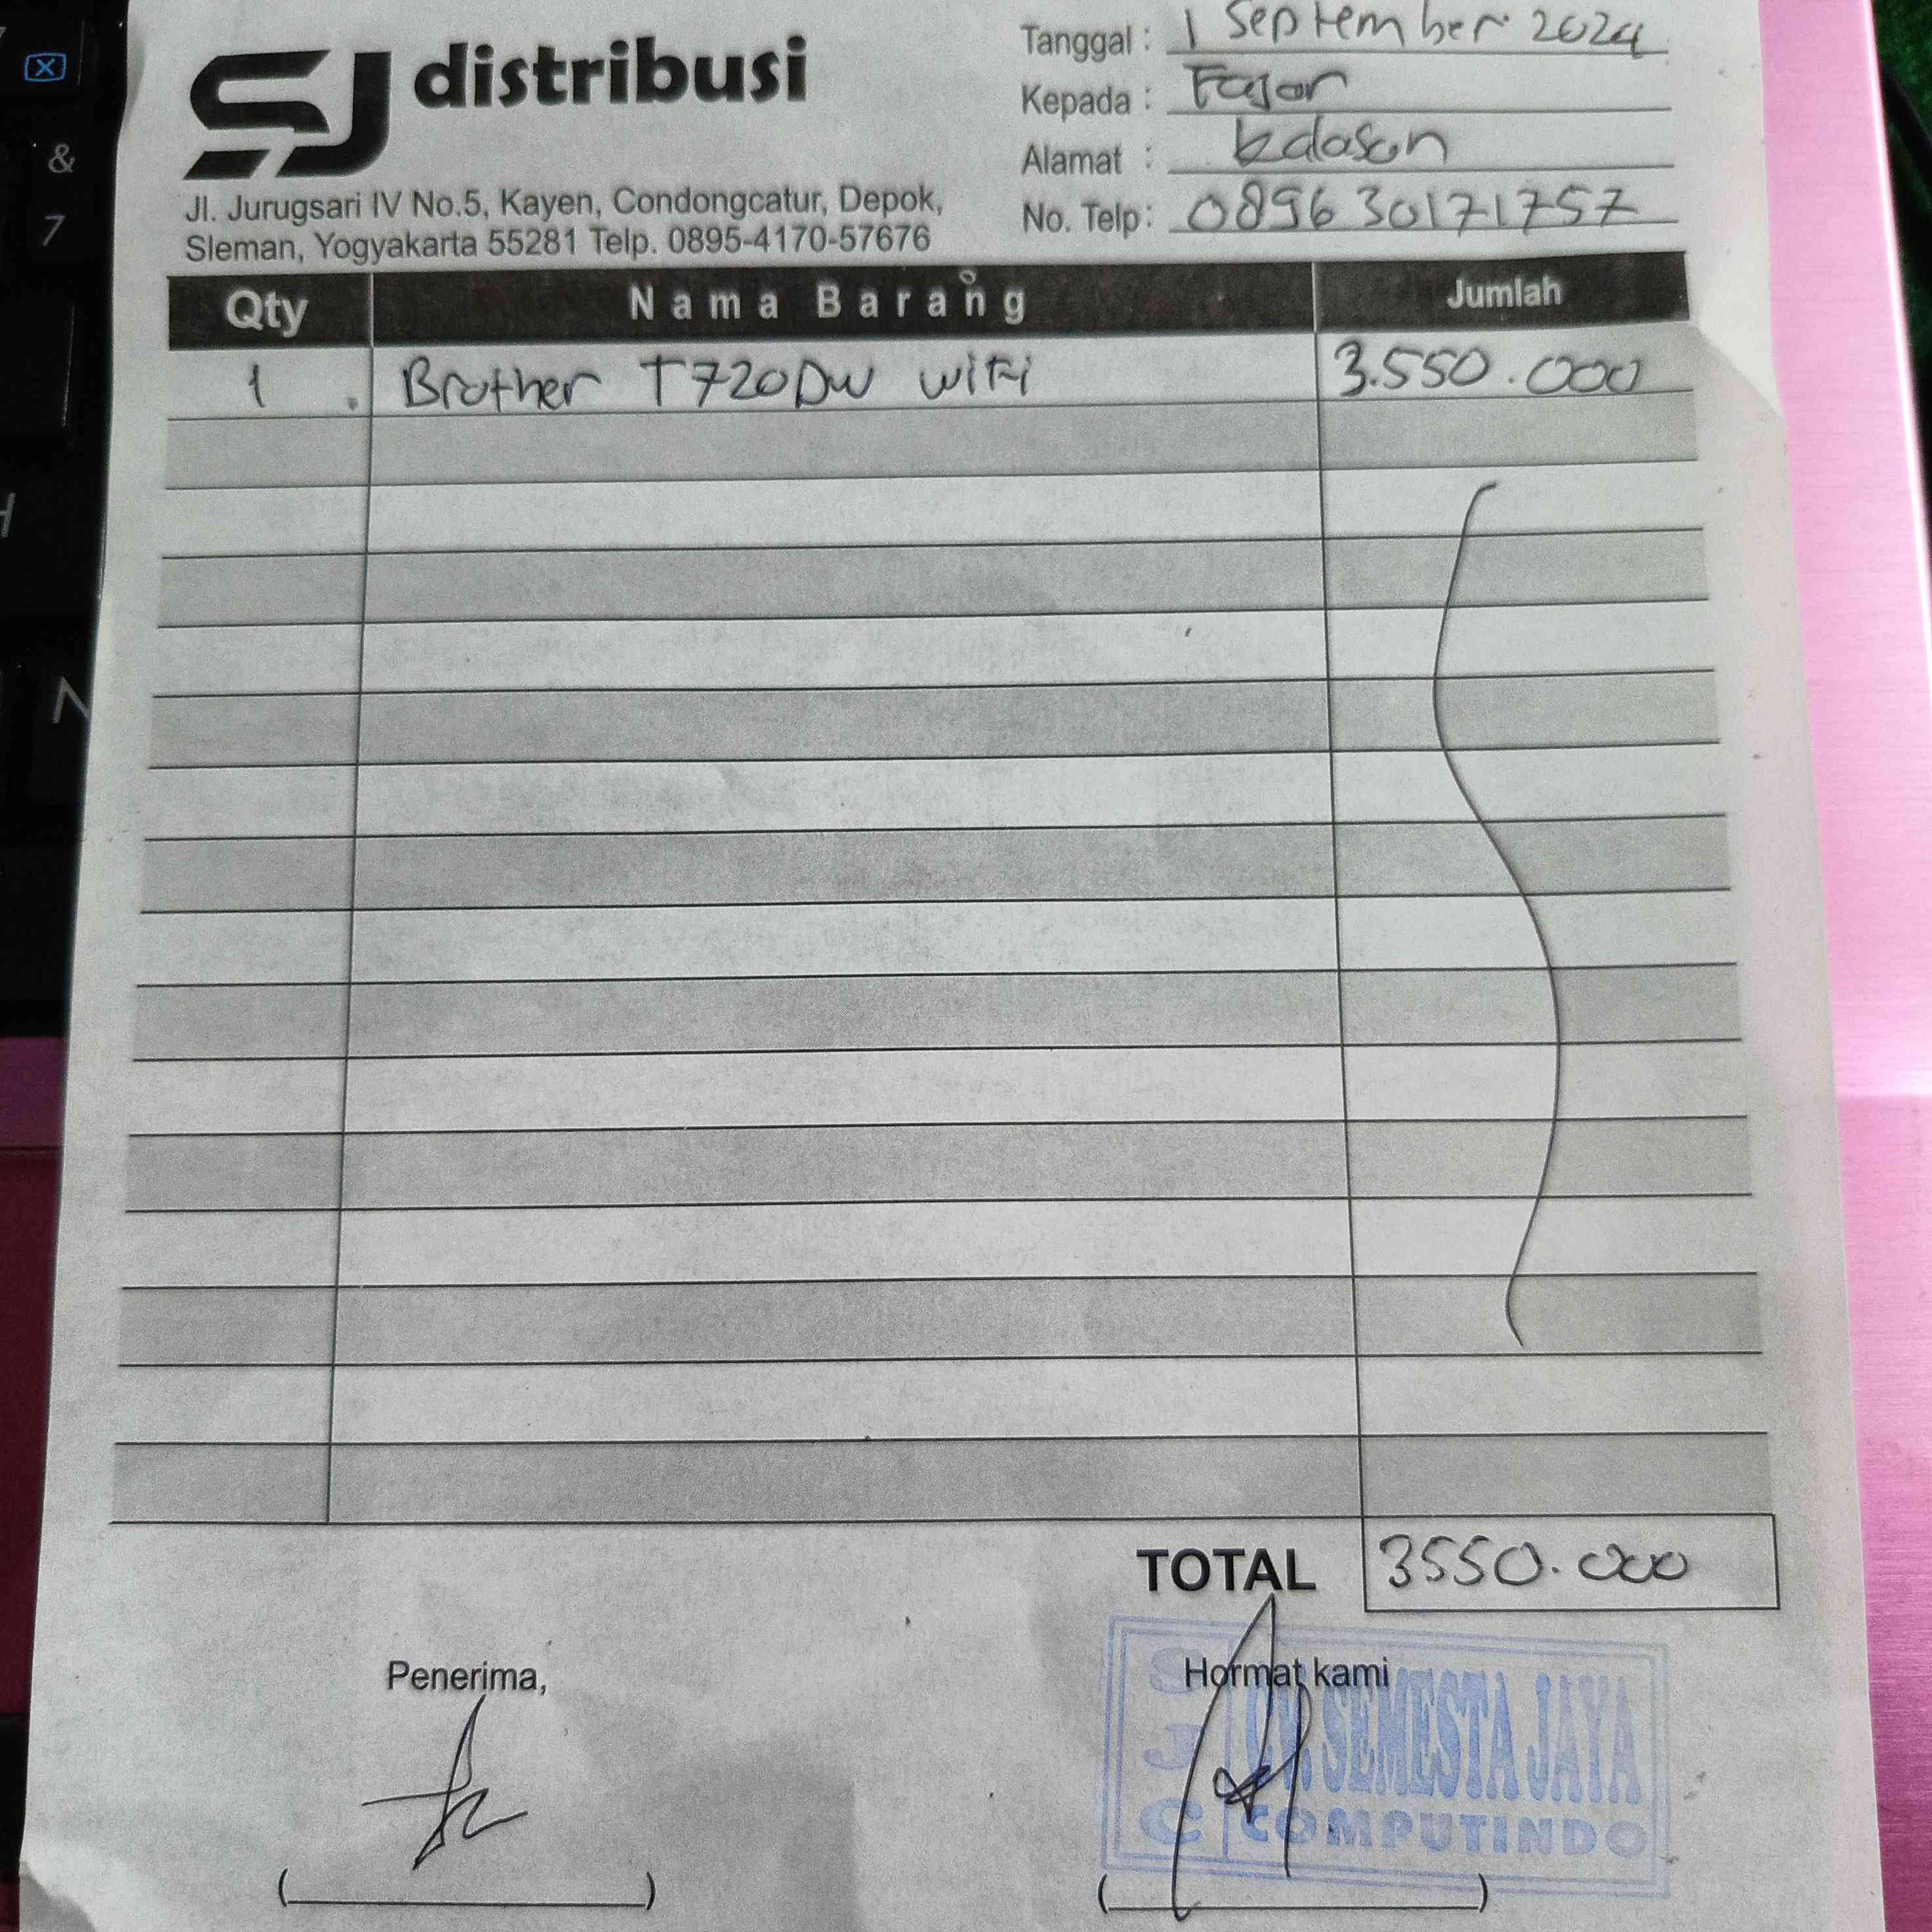 SJ distribusi
Jl. Jurugsari IV No.5, Kayen, Condongcatur, Depok,
Sleman, Yogyakarta 55281 Telp. 0895-4170-57676
Tanggal : 1 September 2024
Kepada : Fajar
Alamat : kalasan
No. Telp : 089630171757
Qty Nama Barang Jumlah
1 Brother T720DW wifi 3.550.000
TOTAL 3550.000
Penerima,
Hormat kami
SJC
CV. SEMESTA JAYA
COMPUTINDO
&
7
H
N